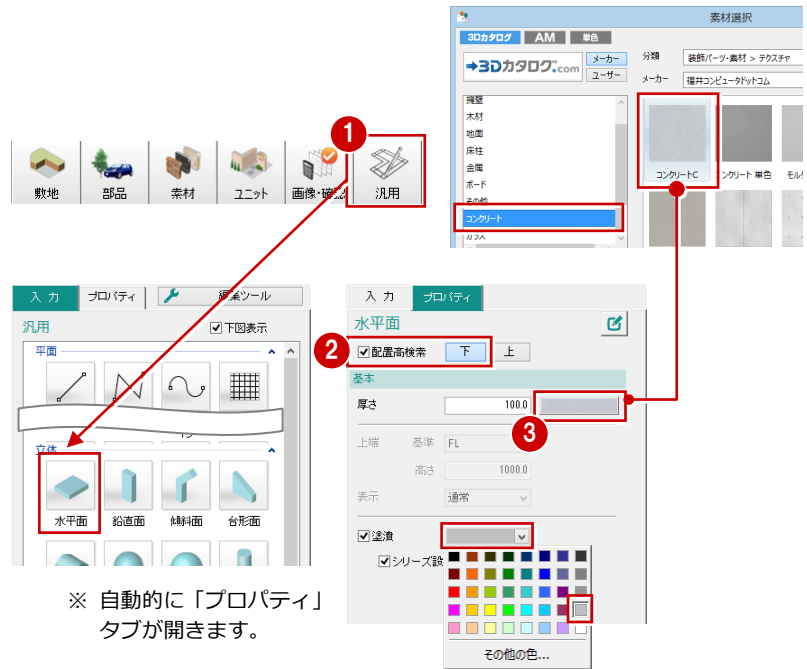 素材選択
3Dカタログ AM 単色
3Dカタログ.com
メーカー
ユーザー
分類 装飾パーツ・素材 > テクスチャ
メーカー 福井コンピュータドットコム
擁壁
木材
地面
床柱
金属
ボード
その他
コンクリート
ガラス
コンクリートC
コンクリート 単色
1
敷地 部品 素材 ユニット 画像・確認 汎用
入 力 プロパティ 編集ツール
汎用 下図表示
平面
立体
水平面 鉛直面 傾斜面 台形面
※ 自動的に「プロパティ」
タブが開きます。
入 力 プロパティ
水平面
2
配置高検索 下 上
基本
厚さ 100.0
3
上端 基準 FL
高さ 1000.0
表示 通常
塗潰
その他の色...